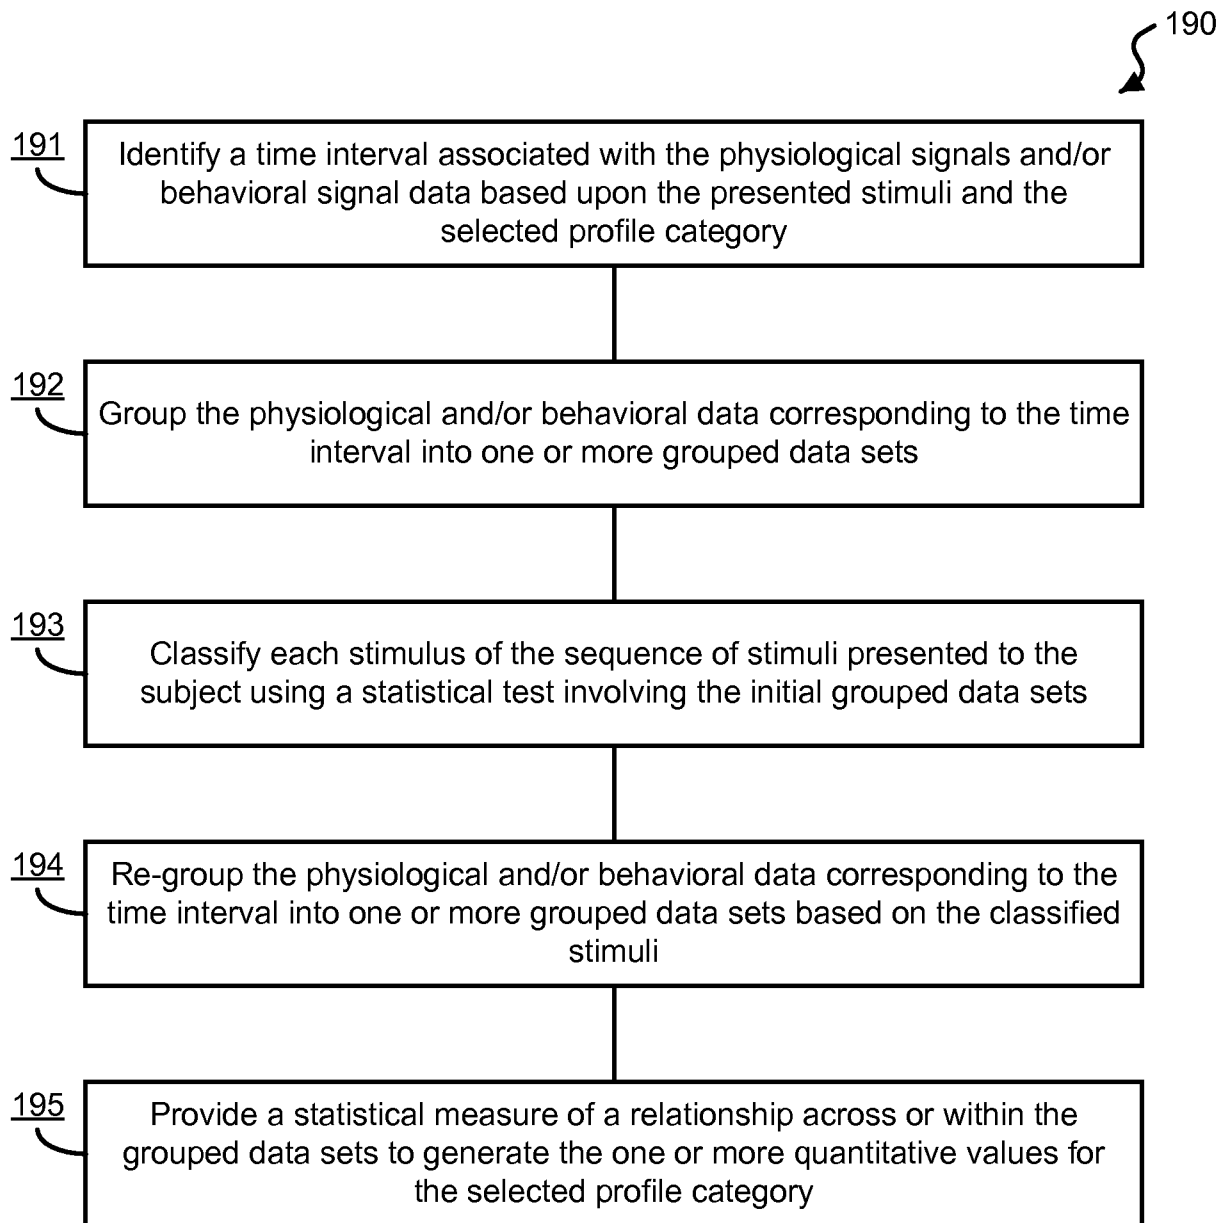 190
191
Identify a time interval associated with the physiological signals and/or
behavioral signal data based upon the presented stimuli and the
selected profile category
192
Group the physiological and/or behavioral data corresponding to the time
interval into one or more grouped data sets
193
Classify each stimulus of the sequence of stimuli presented to the
subject using a statistical test involving the initial grouped data sets
194
Re-group the physiological and/or behavioral data corresponding to the
time interval into one or more grouped data sets based on the classified
stimuli
195
Provide a statistical measure of a relationship across or within the
grouped data sets to generate the one or more quantitative values for
the selected profile category